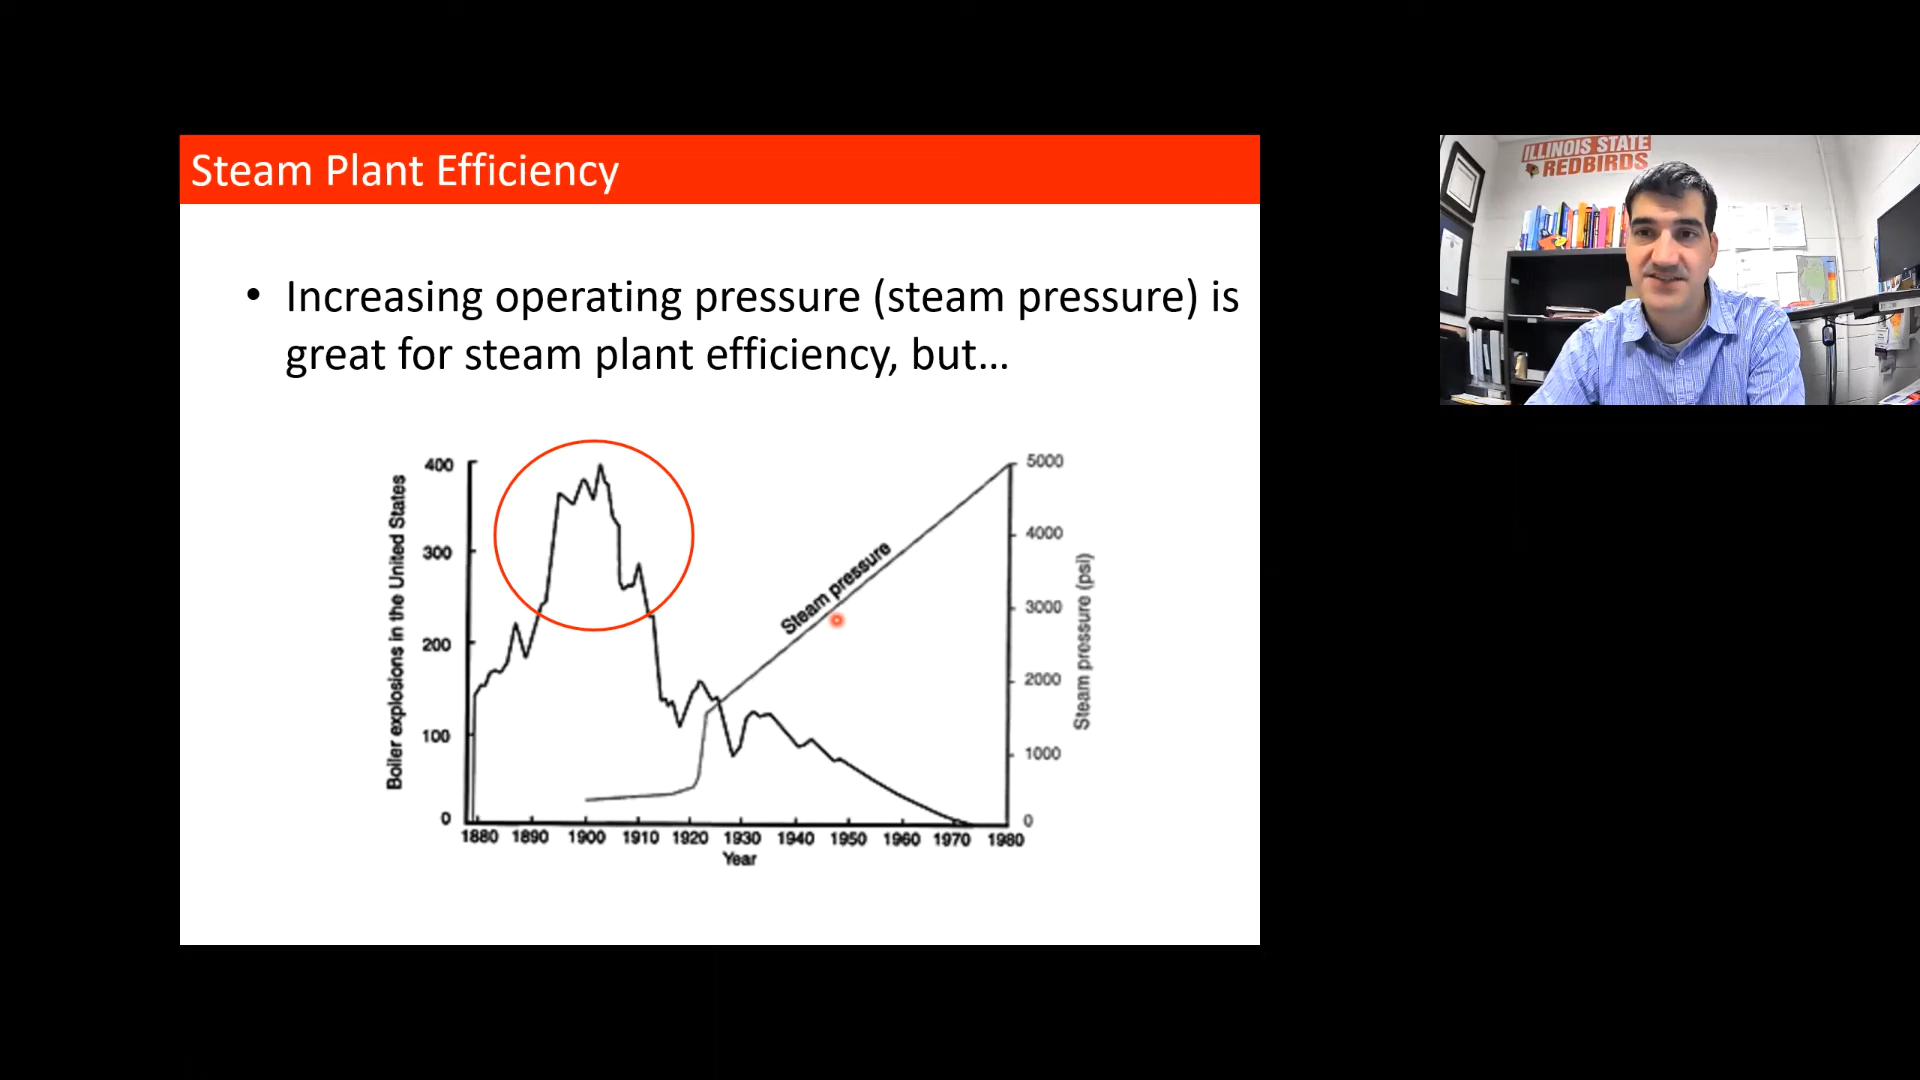 Steam Plant Efficiency
ILLINOIS STATE
REDBIRDS
• Increasing operating pressure (steam pressure) is
great for steam plant efficiency, but...
Boiler explosions in the United States
400
300
200
100
0
Steam pressure
5000
4000
3000
2000
1000
0
Steam pressure (psi)
1880 1890 1900 1910 1920 1930 1940 1950 1960 1970 1980
Year